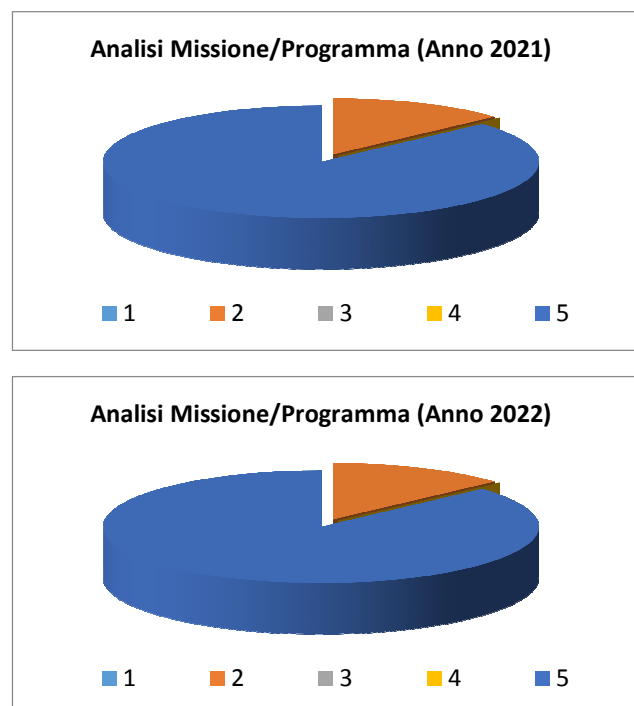 Analisi Missione/Programma (Anno 2021)
1 2 3 4 5
Analisi Missione/Programma (Anno 2022)
1 2 3 4 5